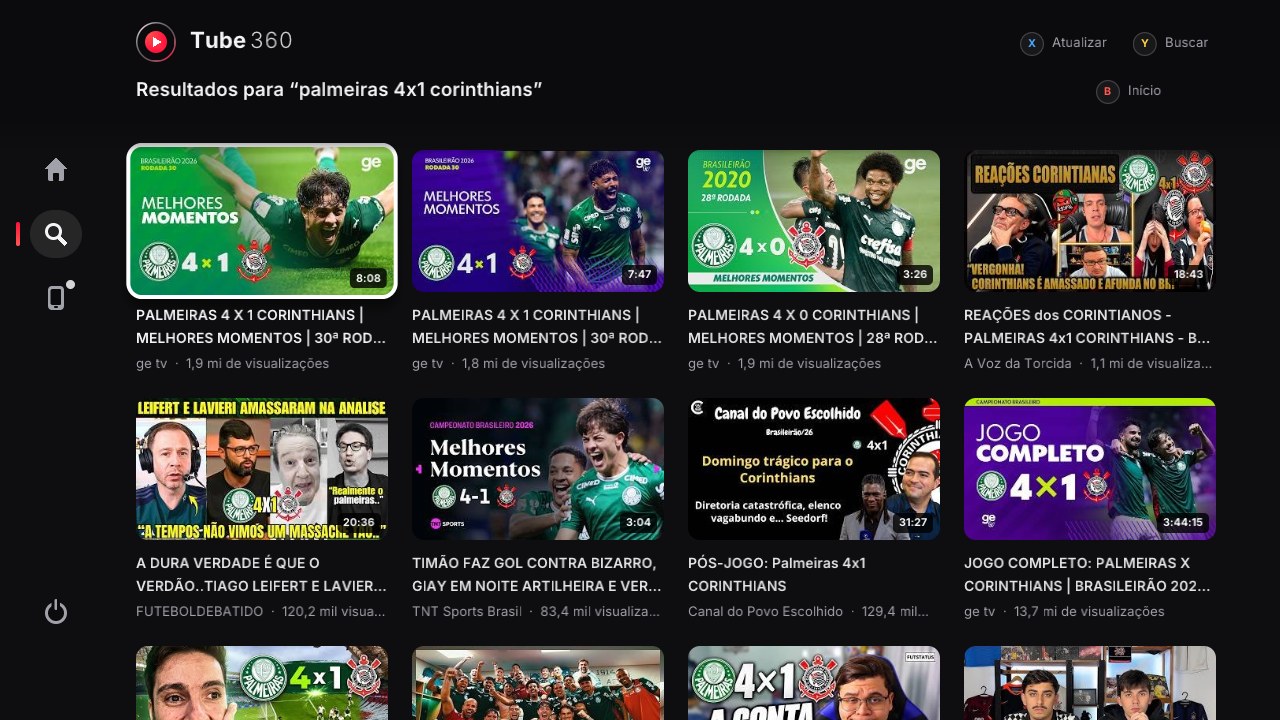 Tube 360
X Atualizar
Y Buscar
Resultados para “palmeiras 4x1 corinthians”
B Início
BRASILEIRÃO 2026
RODADA 30
ge
MELHORES
MOMENTOS
4 x 1
8:08
PALMEIRAS 4 X 1 CORINTHIANS |
MELHORES MOMENTOS | 30ª ROD...
ge tv · 1,9 mi de visualizações
BRASILEIRÃO 2026
RODADA 30
ge
MELHORES
MOMENTOS
4x1
7:47
PALMEIRAS 4 X 1 CORINTHIANS |
MELHORES MOMENTOS | 30ª ROD...
ge tv · 1,8 mi de visualizações
BRASILEIRÃO
2020
28ª RODADA
ge
4x0
crefisa
MELHORES MOMENTOS
3:26
PALMEIRAS 4 X 0 CORINTHIANS |
MELHORES MOMENTOS | 28ª ROD...
ge tv · 1,9 mi de visualizações
REAÇÕES CORINTIANAS
4x1
"VERGONHA!
CORINTHIANS É AMASSADO E AFUNDA NO BR
18:43
REAÇÕES dos CORINTIANOS -
PALMEIRAS 4x1 CORINTHIANS - B...
A Voz da Torcida · 1,1 mi de visualiza...
LEIFERT E LAVIERI AMASSARAM NA ANALISE
4X1
"Realmente o
palmeiras.."
"A TEMPOS NÃO VIMOS UM MASSACRE TÃO.."
20:36
A DURA VERDADE É QUE O
VERDÃO..TIAGO LEIFERT E LAVIER...
FUTEBOLDEBATIDO · 120,2 mil visua...
CAMPEONATO BRASILEIRO 2026
Melhores
Momentos
4-1
TNT SPORTS
3:04
TIMÃO FAZ GOL CONTRA BIZARRO,
GIAY EM NOITE ARTILHEIRA E VER...
TNT Sports Brasil · 83,4 mil visualiza...
Canal do Povo Escolhido
Brasileirão/26
4x1
Domingo trágico para o
Corinthians
Diretoria catastrófica, elenco
vagabundo e... Seedorf!
31:27
PÓS-JOGO: Palmeiras 4x1
CORINTHIANS
Canal do Povo Escolhido · 129,4 mil...
CAMPEONATO BRASILEIRO
JOGO
COMPLETO
4x1
ge
3:44:15
JOGO COMPLETO: PALMEIRAS X
CORINTHIANS | BRASILEIRÃO 202...
ge tv · 13,7 mi de visualizações
4x1
4x1
A CONTA
FUTSTATUS